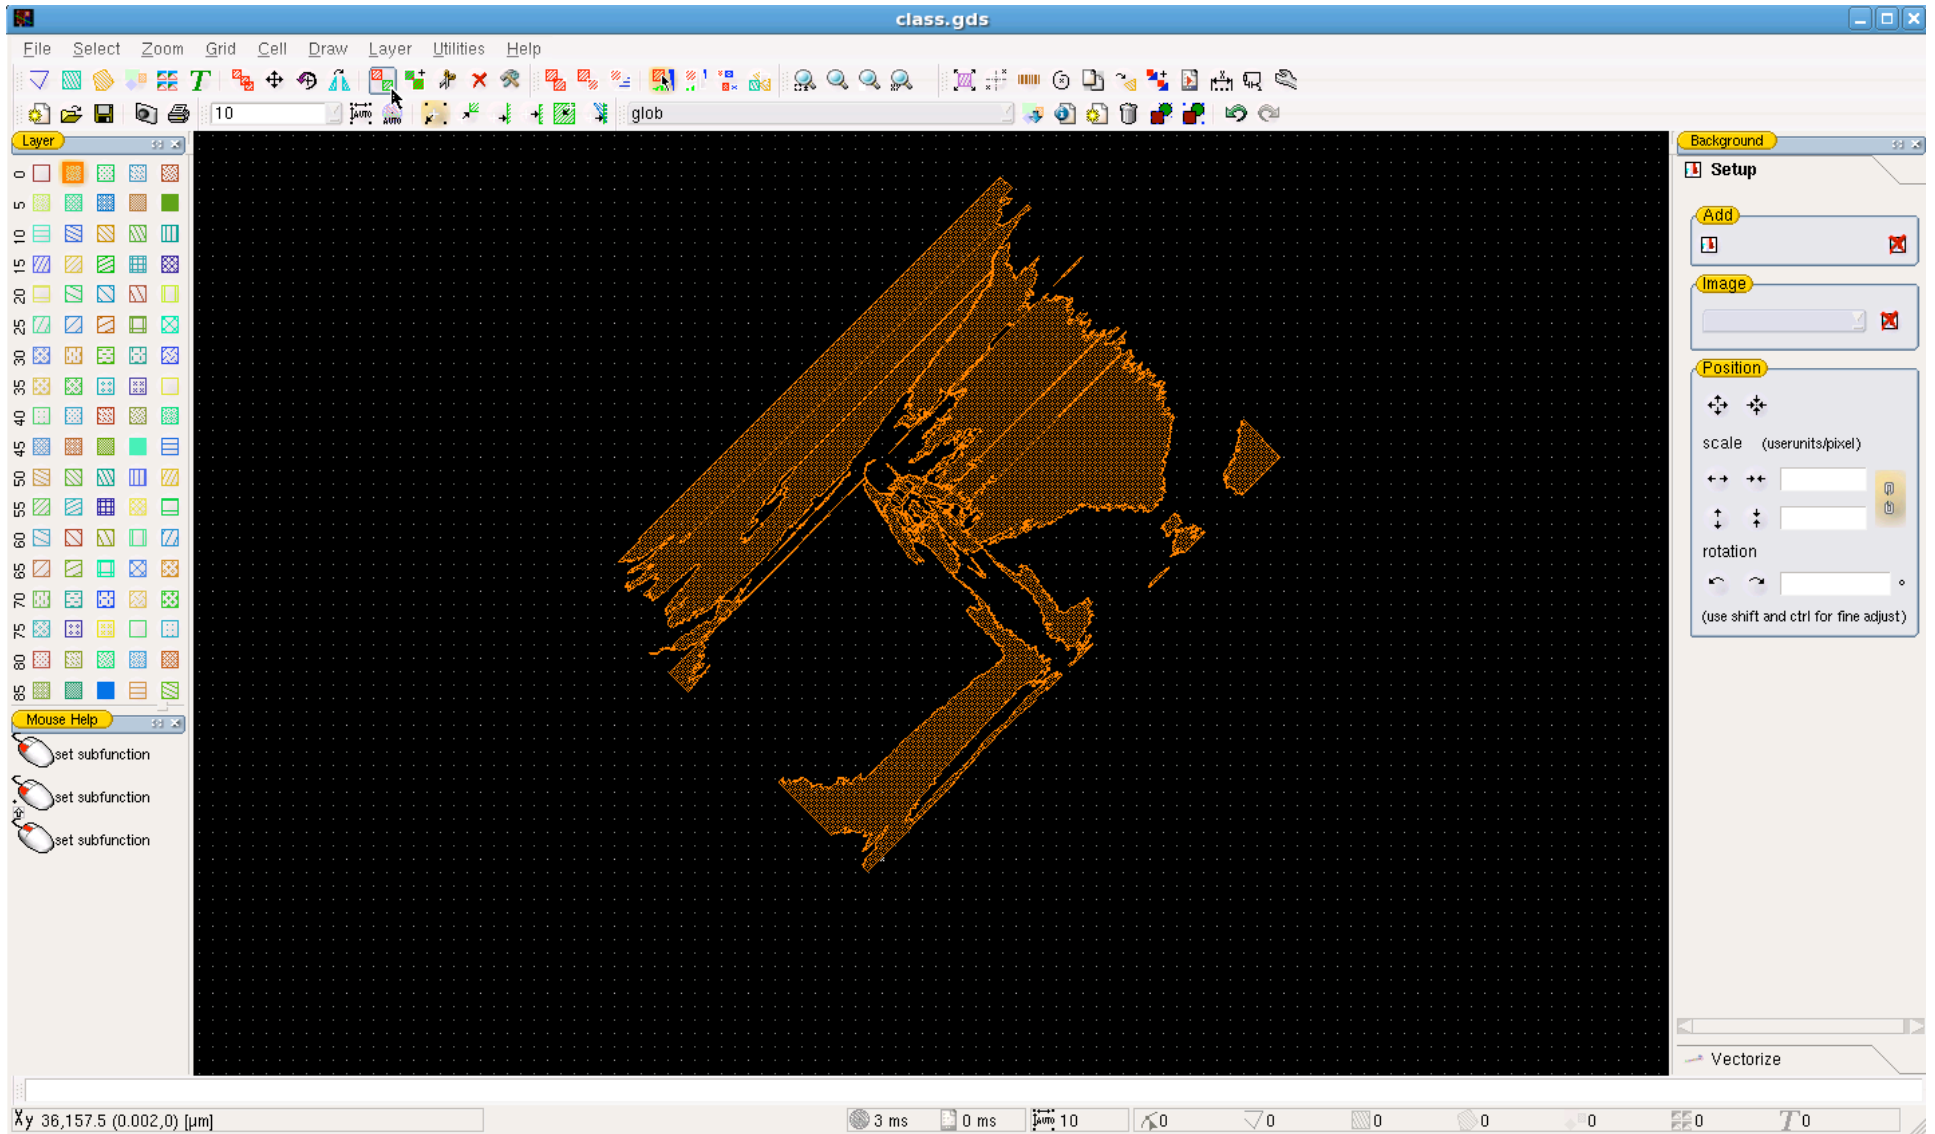 class.gds
File Select Zoom Grid Cell Draw Layer Utilities Help
10 AUTO AUTO glob
Layer
0
5
10
15
20
25
30
35
40
45
50
55
60
65
70
75
80
85
Mouse Help
set subfunction
set subfunction
set subfunction
Background
Setup
Add
Image
Position
scale (userunits/pixel)
rotation
°
(use shift and ctrl for fine adjust)
Vectorize
Xy 36,157.5 (0.002,0) [µm] 3 ms 0 ms AUTO 10 0 0 0 0 0 0 0